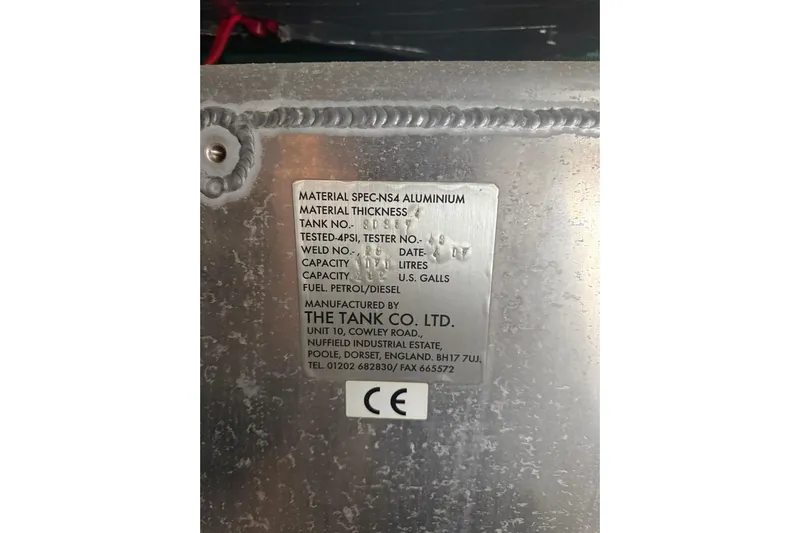 MATERIAL SPEC-NS4 ALUMINIUM
MATERIAL THICKNESS 4
TANK NO.-
TESTED-4PSI, TESTER NO.-
WELD NO.- DATE-
CAPACITY LITRES
CAPACITY U.S. GALLS
FUEL. PETROL/DIESEL
MANUFACTURED BY
THE TANK CO. LTD.
UNIT 10, COWLEY ROAD.,
NUFFIELD INDUSTRIAL ESTATE,
POOLE, DORSET, ENGLAND. BH17 7UJ.
TEL. 01202 682830/ FAX 665572
CE